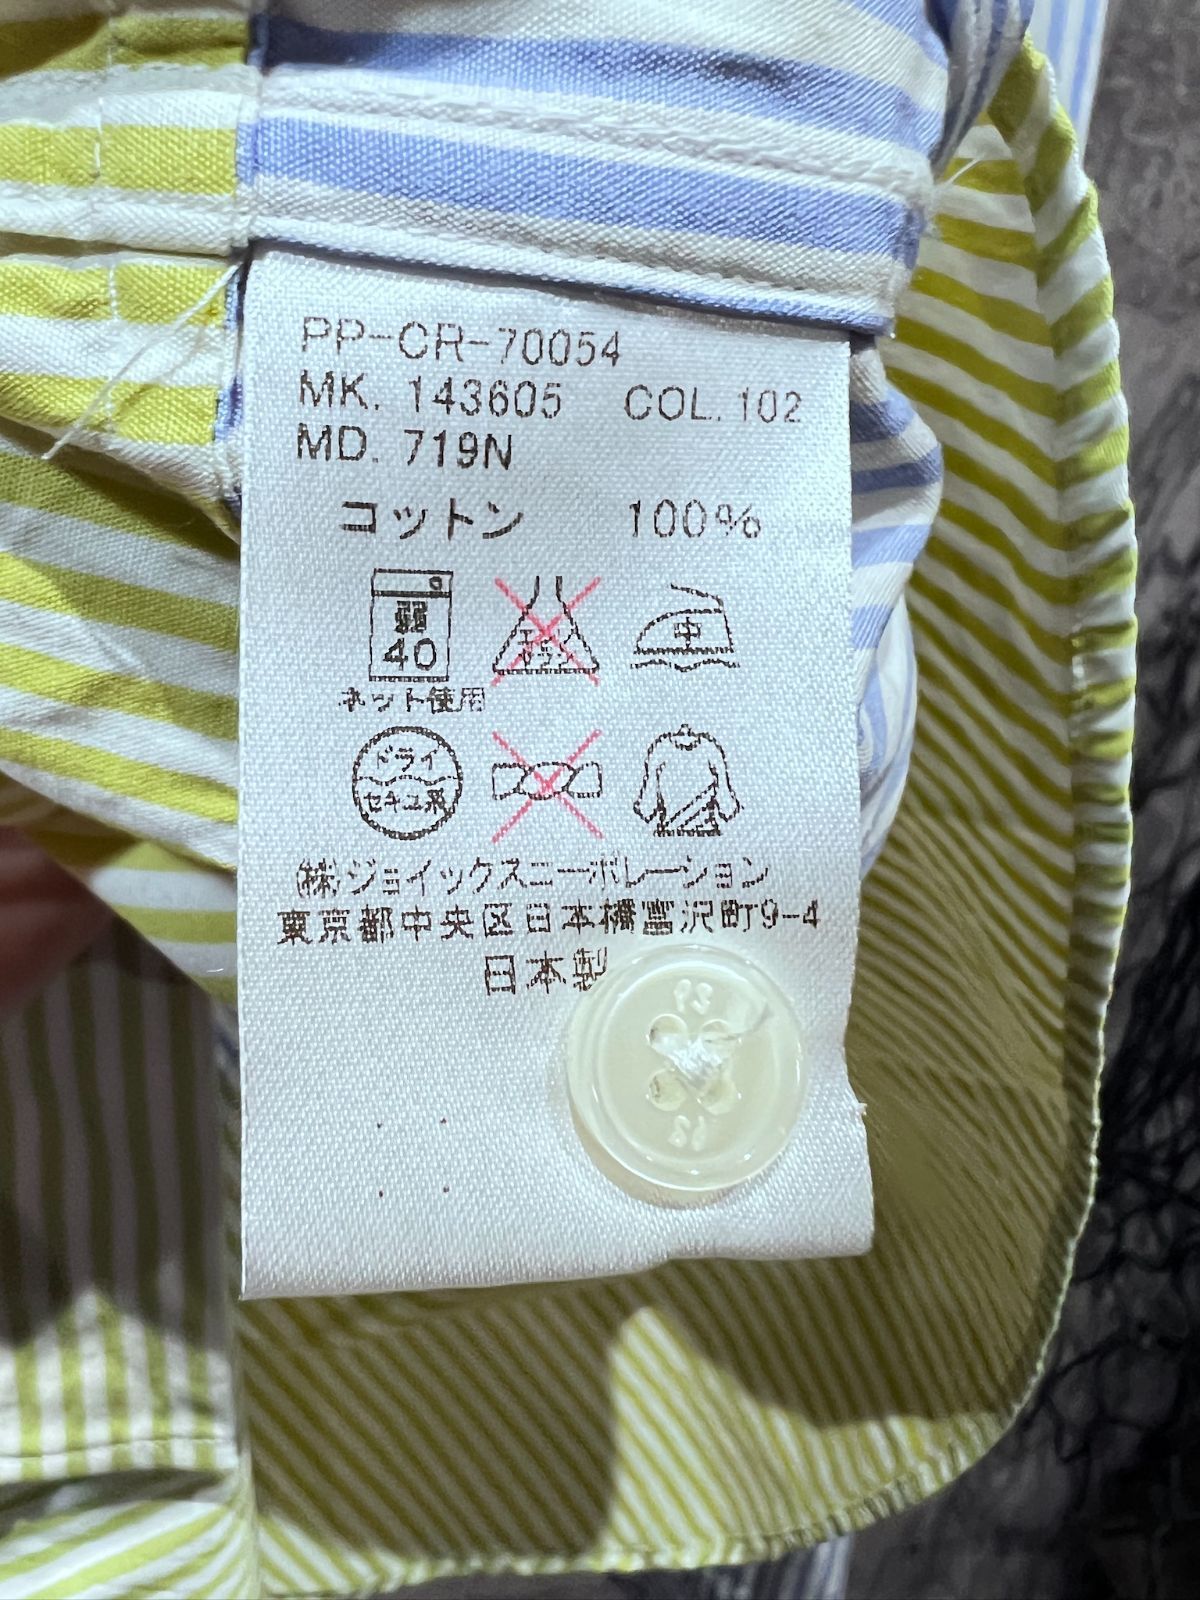 PP-CR-70054
MK. 143605 COL. 102
MD. 719N
コットン 100%
弱
40
中
ネット使用
ドライ
セキユ系
(株)ジョイックスコーポレーション
東京都中央区日本橋富沢町9-4
日本製
PS
PS